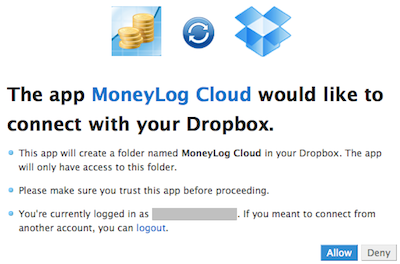 The app MoneyLog Cloud would like to
connect with your Dropbox.
This app will create a folder named MoneyLog Cloud in your Dropbox. The app
will only have access to this folder.
Please make sure you trust this app before proceeding.
You're currently logged in as . If you meant to connect from
another account, you can logout.
Allow Deny